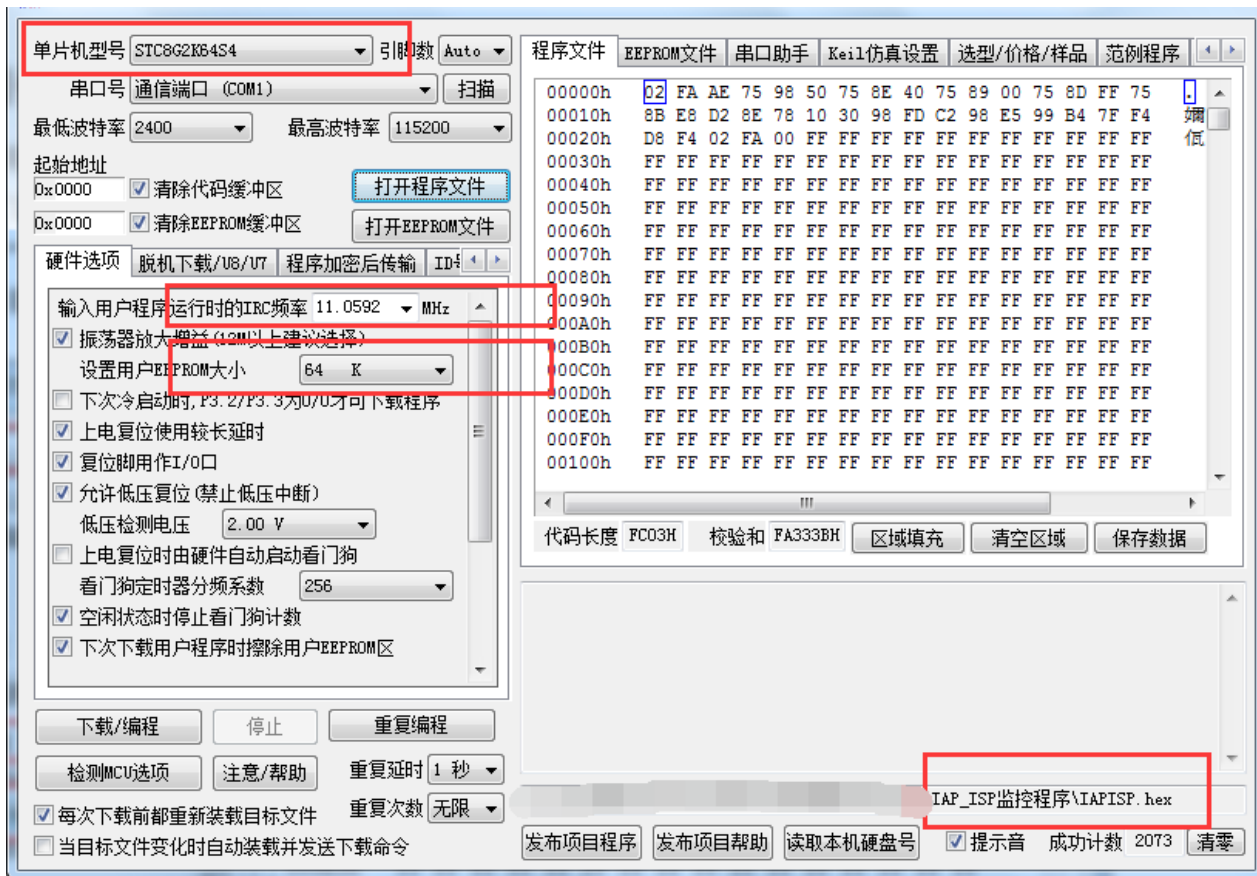 单片机型号 STC8G2K64S4 引脚数 Auto
串口号 通信端口 (COM1) 扫描
最低波特率 2400 最高波特率 115200
起始地址
0x0000 清除代码缓冲区 打开程序文件
0x0000 清除EEPROM缓冲区 打开EEPROM文件
硬件选项 脱机下载/U8/U7 程序加密后传输
输入用户程序运行时的IRC频率 11.0592 MHz
振荡器放大增益(12M以上建议选择)
设置用户EEPROM大小 64 K
下次冷启动时,P3.2/P3.3为0/0才可下载程序
上电复位使用较长延时
复位脚用作I/O口
允许低压复位(禁止低压中断)
低压检测电压 2.00 V
上电复位时由硬件自动启动看门狗
看门狗定时器分频系数 256
空闲状态时停止看门狗计数
下次下载用户程序时擦除用户EEPROM区
下载/编程 停止 重复编程
检测MCU选项 注意/帮助 重复延时 1 秒
每次下载前都重新装载目标文件 重复次数 无限
当目标文件变化时自动装载并发送下载命令
程序文件 EEPROM文件 串口助手 Keil仿真设置 选型/价格/样品 范例程序
00000h 02 FA AE 75 98 50 75 8E 40 75 89 00 75 8D FF 75 .
00010h 8B E8 D2 8E 78 10 30 98 FD C2 98 E5 99 B4 7F F4
00020h D8 F4 02 FA 00 FF FF FF FF FF FF FF FF FF FF FF
00030h FF FF FF FF FF FF FF FF FF FF FF FF FF FF FF FF
00040h FF FF FF FF FF FF FF FF FF FF FF FF FF FF FF FF
00050h FF FF FF FF FF FF FF FF FF FF FF FF FF FF FF FF
00060h FF FF FF FF FF FF FF FF FF FF FF FF FF FF FF FF
00070h FF FF FF FF FF FF FF FF FF FF FF FF FF FF FF FF
00080h FF FF FF FF FF FF FF FF FF FF FF FF FF FF FF FF
00090h FF FF FF FF FF FF FF FF FF FF FF FF FF FF FF FF
000A0h FF FF FF FF FF FF FF FF FF FF FF FF FF FF FF FF
000B0h FF FF FF FF FF FF FF FF FF FF FF FF FF FF FF FF
000C0h FF FF FF FF FF FF FF FF FF FF FF FF FF FF FF FF
000D0h FF FF FF FF FF FF FF FF FF FF FF FF FF FF FF FF
000E0h FF FF FF FF FF FF FF FF FF FF FF FF FF FF FF FF
000F0h FF FF FF FF FF FF FF FF FF FF FF FF FF FF FF FF
00100h FF FF FF FF FF FF FF FF FF FF FF FF FF FF FF FF
代码长度 FC03H 校验和 FA333BH 区域填充 清空区域 保存数据
IAP_ISP监控程序\IAPISP.hex
发布项目程序 发布项目帮助 读取本机硬盘号 提示音 成功计数 2073 清零